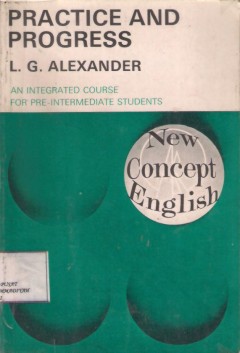 PRACTICE AND
PROGRESS
L. G. ALEXANDER
AN INTEGRATED COURSE
FOR PRE-INTERMEDIATE STUDENTS
New
Concept
English